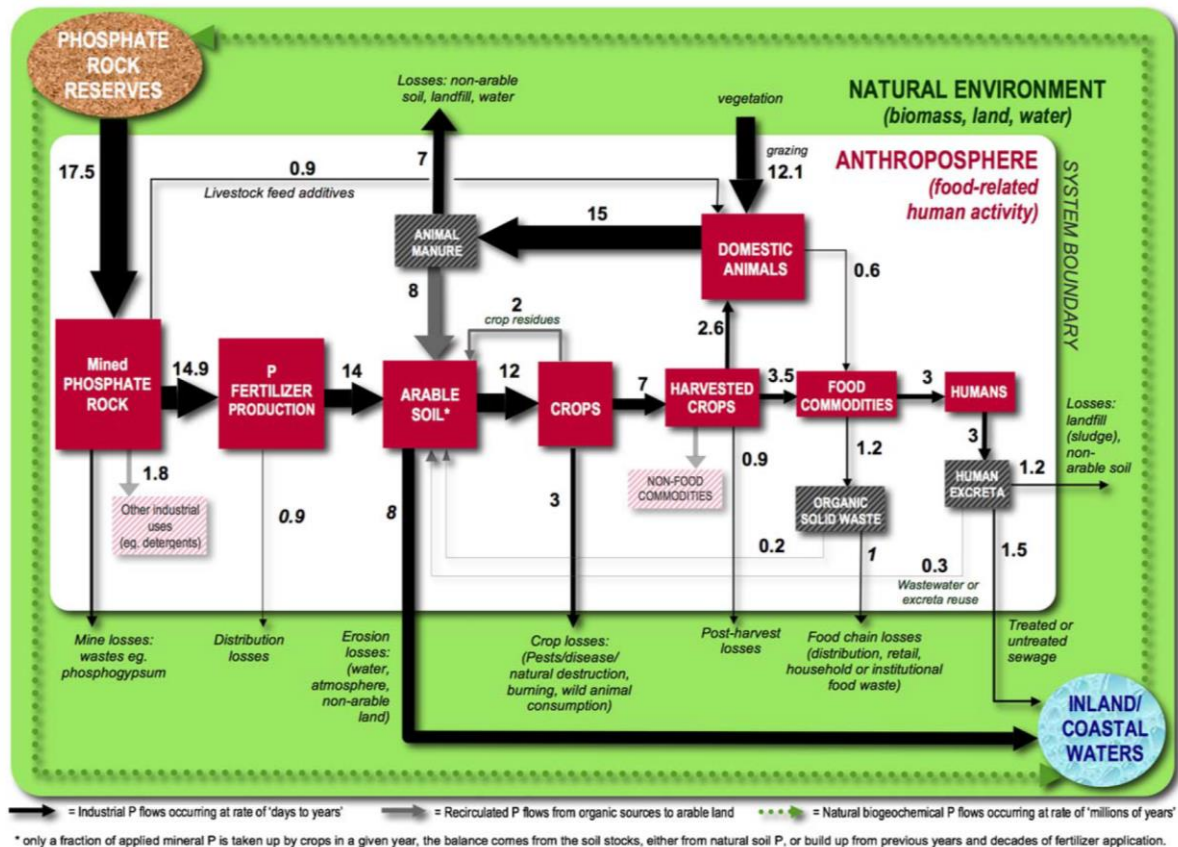 PHOSPHATE
ROCK
RESERVES
Losses: non-arable
soil, landfill, water
vegetation
NATURAL ENVIRONMENT
(biomass, land, water)
17.5
0.9
Livestock feed additives
7
grazing
12.1
ANTHROPOSPHERE
(food-related
human activity)
SYSTEM BOUNDARY
ANIMAL
MANURE
15
DOMESTIC
ANIMALS
0.6
8
2
crop residues
2.6
Mined
PHOSPHATE
ROCK
14.9
P
FERTILIZER
PRODUCTION
14
ARABLE
SOIL*
12
CROPS
7
HARVESTED
CROPS
3.5
FOOD
COMMODITIES
3
HUMANS
1.8
Other industrial
uses
(eg. detergents)
0.9
8
3
NON-FOOD
COMMODITIES
0.9
1.2
ORGANIC
SOLID WASTE
3
HUMAN
EXCRETA
1.2
Losses:
landfill
(sludge),
non-
arable soil
0.2
1
0.3
Wastewater or
excreta reuse
1.5
Mine losses:
wastes eg.
phosphogypsum
Distribution
losses
Erosion
losses:
(water,
atmosphere,
non-arable
land)
Crop losses:
(Pests/disease/
natural destruction,
burning, wild animal
consumption)
Post-harvest
losses
Food chain losses
(distribution, retail,
household or institutional
food waste)
Treated or
untreated
sewage
INLAND/
COASTAL
WATERS
= Industrial P flows occurring at rate of 'days to years'
= Recirculated P flows from organic sources to arable land
= Natural biogeochemical P flows occurring at rate of 'millions of years'
* only a fraction of applied mineral P is taken up by crops in a given year, the balance comes from the soil stocks, either from natural soil P, or build up from previous years and decades of fertilizer application.